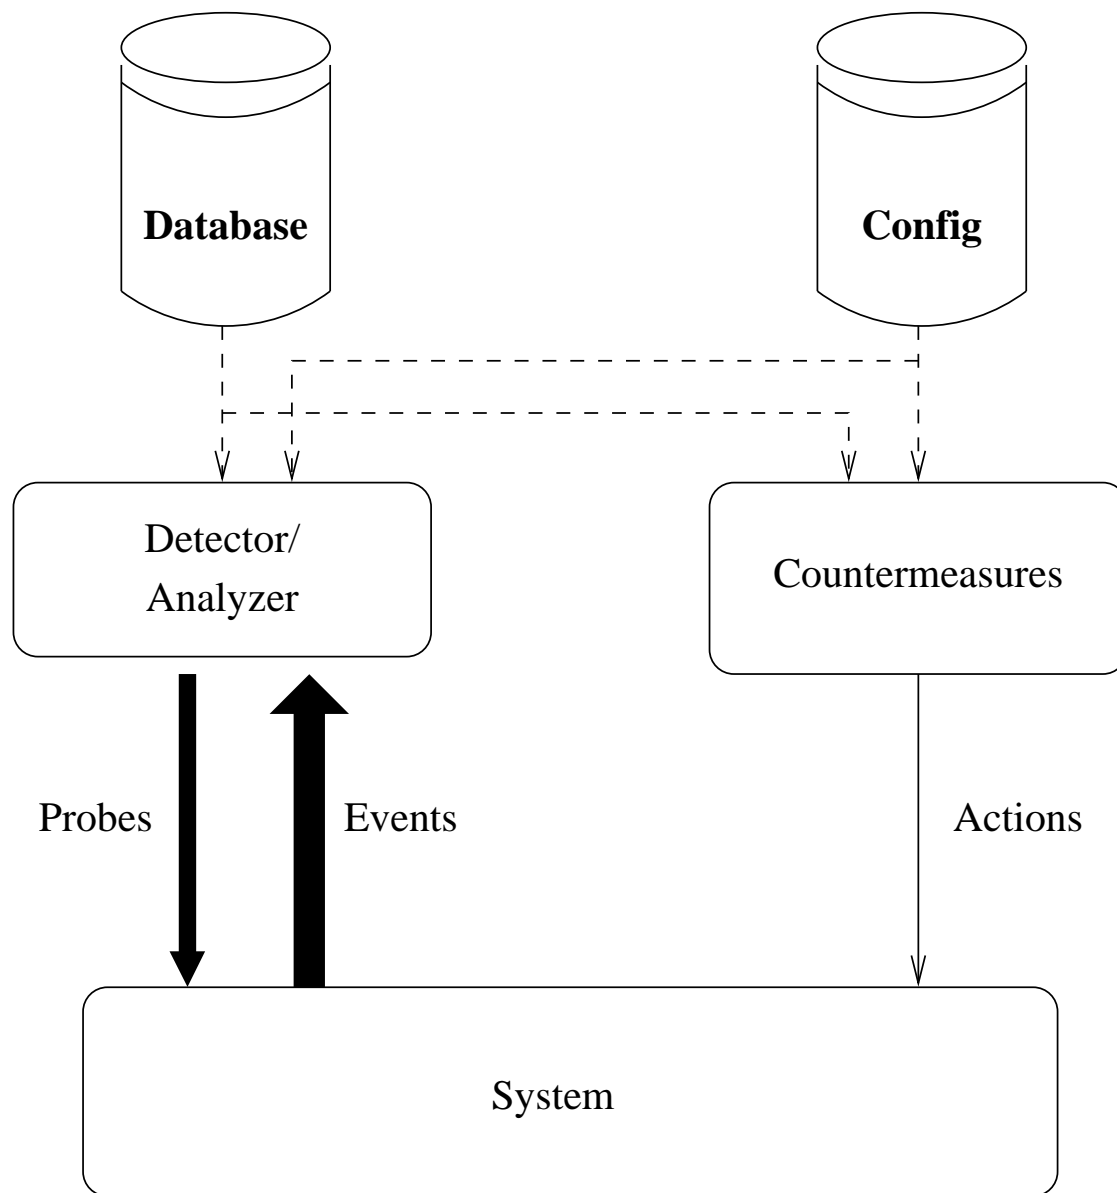 Database
Config
Detector/
Analyzer
Countermeasures
Probes
Events
Actions
System